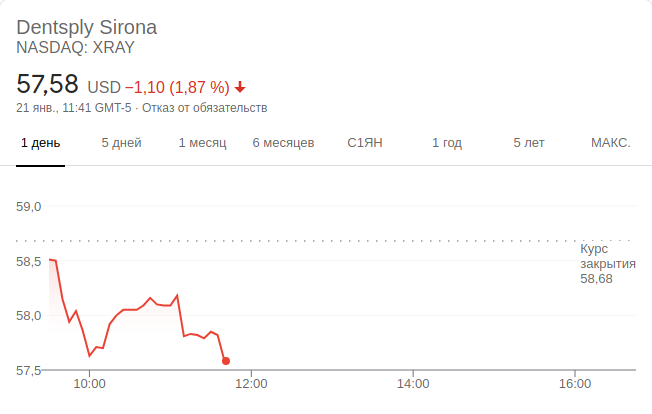 Dentsply Sirona
NASDAQ: XRAY
57,58 USD −1,10 (1,87 %)
21 янв., 11:41 GMT-5 · Отказ от обязательств
1 день 5 дней 1 месяц 6 месяцев С1ЯН 1 год 5 лет МАКС.
59,0
Курс
58,5 закрытия
58,68
58,0
57,5
10:00 12:00 14:00 16:00